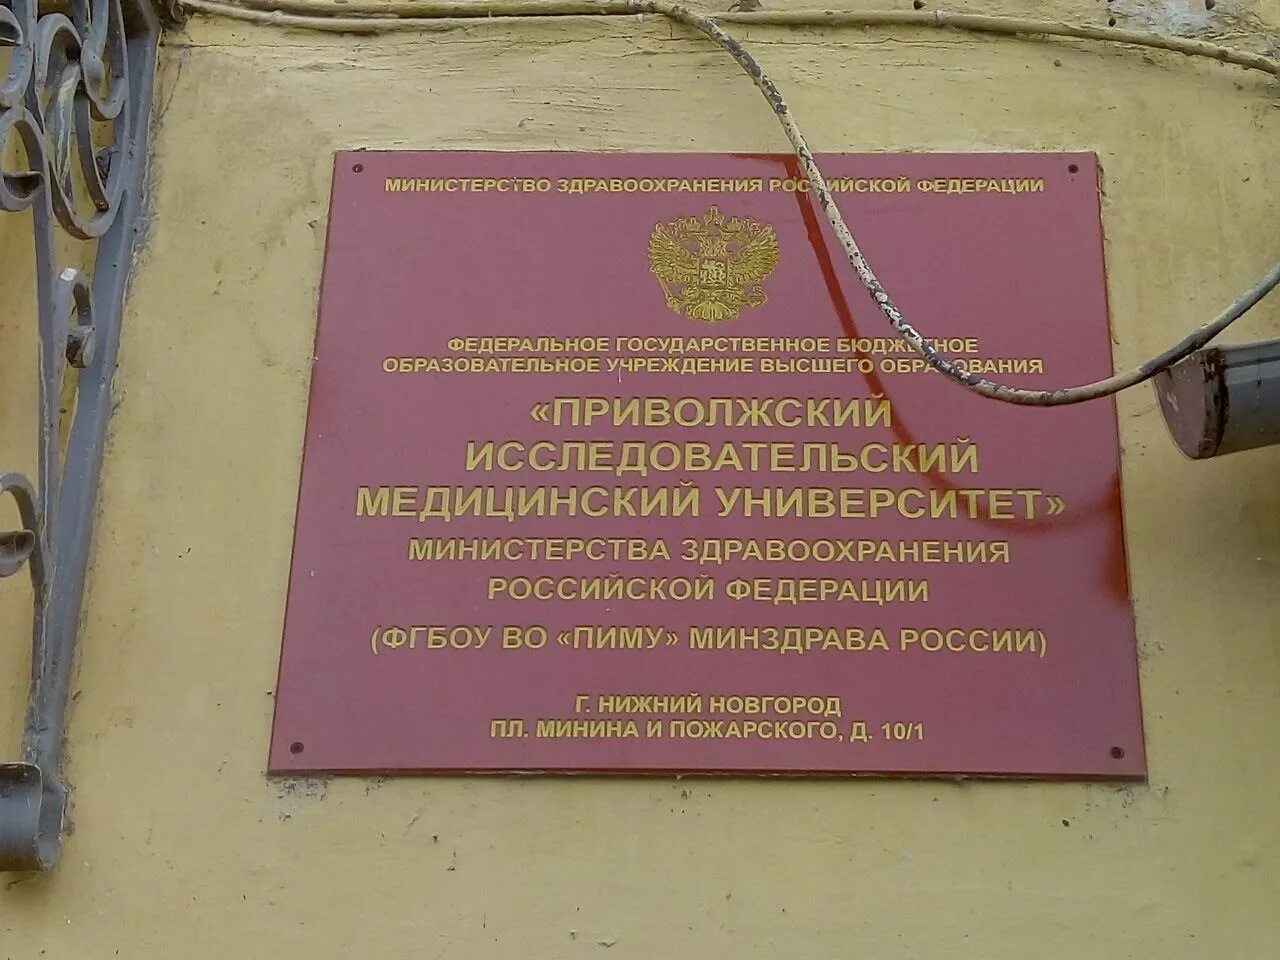 МИНИСТЕРСТВО ЗДРАВООХРАНЕНИЯ РОССИЙСКОЙ ФЕДЕРАЦИИ
ФЕДЕРАЛЬНОЕ ГОСУДАРСТВЕННОЕ БЮДЖЕТНОЕ
ОБРАЗОВАТЕЛЬНОЕ УЧРЕЖДЕНИЕ ВЫСШЕГО ОБРАЗОВАНИЯ
«ПРИВОЛЖСКИЙ
ИССЛЕДОВАТЕЛЬСКИЙ
МЕДИЦИНСКИЙ УНИВЕРСИТЕТ»
МИНИСТЕРСТВА ЗДРАВООХРАНЕНИЯ
РОССИЙСКОЙ ФЕДЕРАЦИИ
(ФГБОУ ВО «ПИМУ» МИНЗДРАВА РОССИИ)
Г. НИЖНИЙ НОВГОРОД
ПЛ. МИНИНА И ПОЖАРСКОГО, Д. 10/1